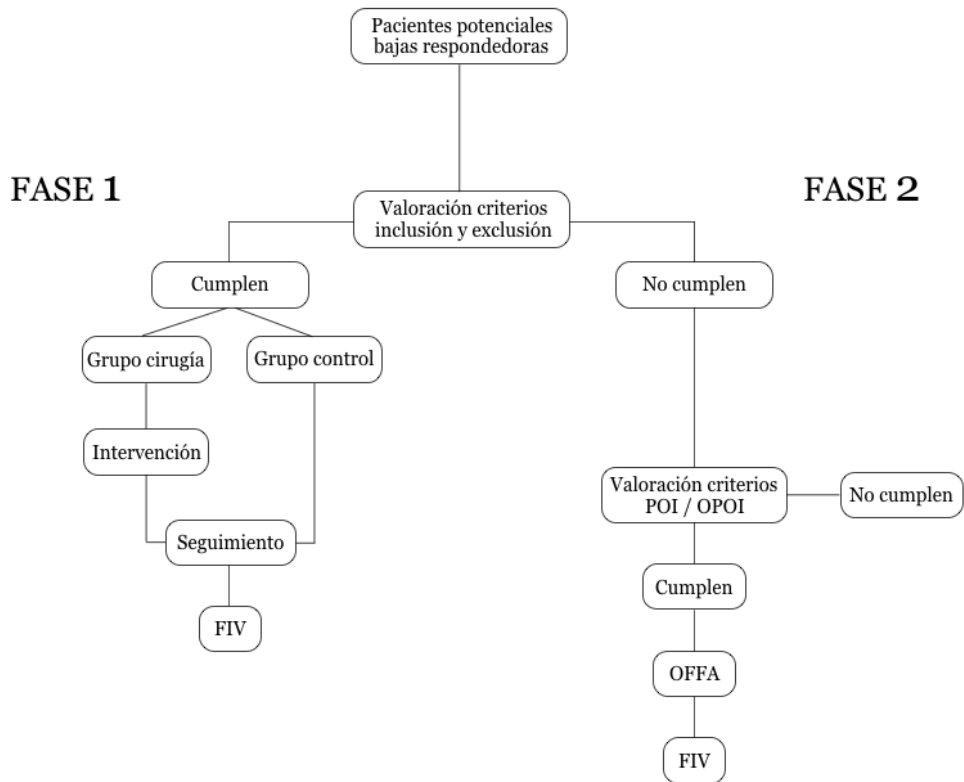 Pacientes potenciales
bajas respondedoras
FASE 1
FASE 2
Valoración criterios
inclusión y exclusión
Cumplen
No cumplen
Grupo cirugía
Grupo control
Intervención
Seguimiento
FIV
Valoración criterios
POI / OPOI
No cumplen
Cumplen
OFFA
FIV